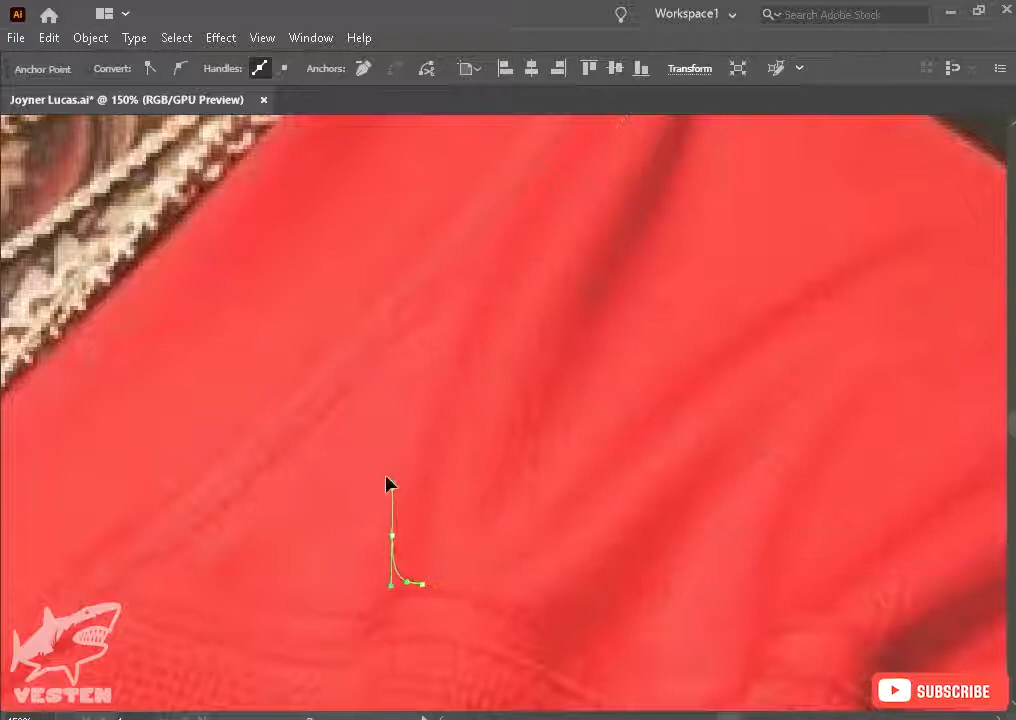 Ai
Workspace1
Search Adobe Stock
File Edit Object Type Select Effect View Window Help
Anchor Point Convert: Handles: Anchors: Transform
Joyner Lucas.ai* @ 150% (RGB/GPU Preview) ×
VESTEN
SUBSCRIBE